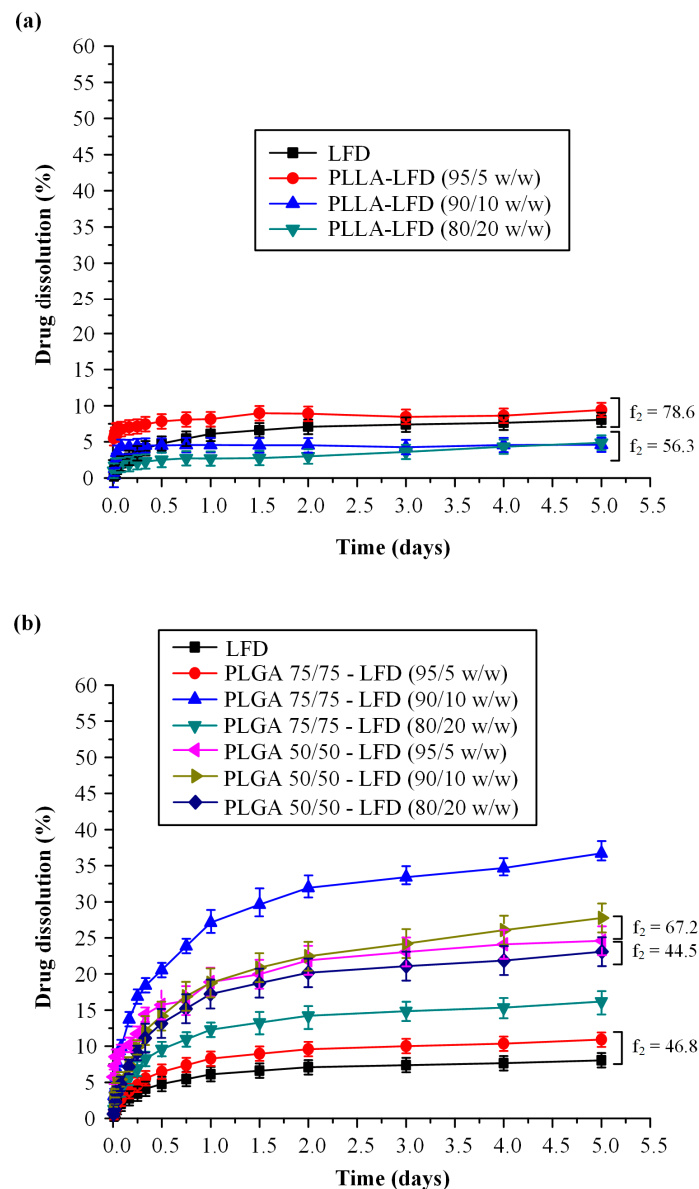 (a)
60
55
50
45
40
35
30
25
20
15
10
5
0
Drug dissolution (%)
LFD
PLLA-LFD (95/5 w/w)
PLLA-LFD (90/10 w/w)
PLLA-LFD (80/20 w/w)
f2 = 78.6
f2 = 56.3
0.0 0.5 1.0 1.5 2.0 2.5 3.0 3.5 4.0 4.5 5.0 5.5
Time (days)
(b)
LFD
PLGA 75/75 - LFD (95/5 w/w)
PLGA 75/75 - LFD (90/10 w/w)
PLGA 75/75 - LFD (80/20 w/w)
PLGA 50/50 - LFD (95/5 w/w)
PLGA 50/50 - LFD (90/10 w/w)
PLGA 50/50 - LFD (80/20 w/w)
60
55
50
45
40
35
30
25
20
15
10
5
0
Drug dissolution (%)
f2 = 67.2
f2 = 44.5
f2 = 46.8
0.0 0.5 1.0 1.5 2.0 2.5 3.0 3.5 4.0 4.5 5.0 5.5
Time (days)